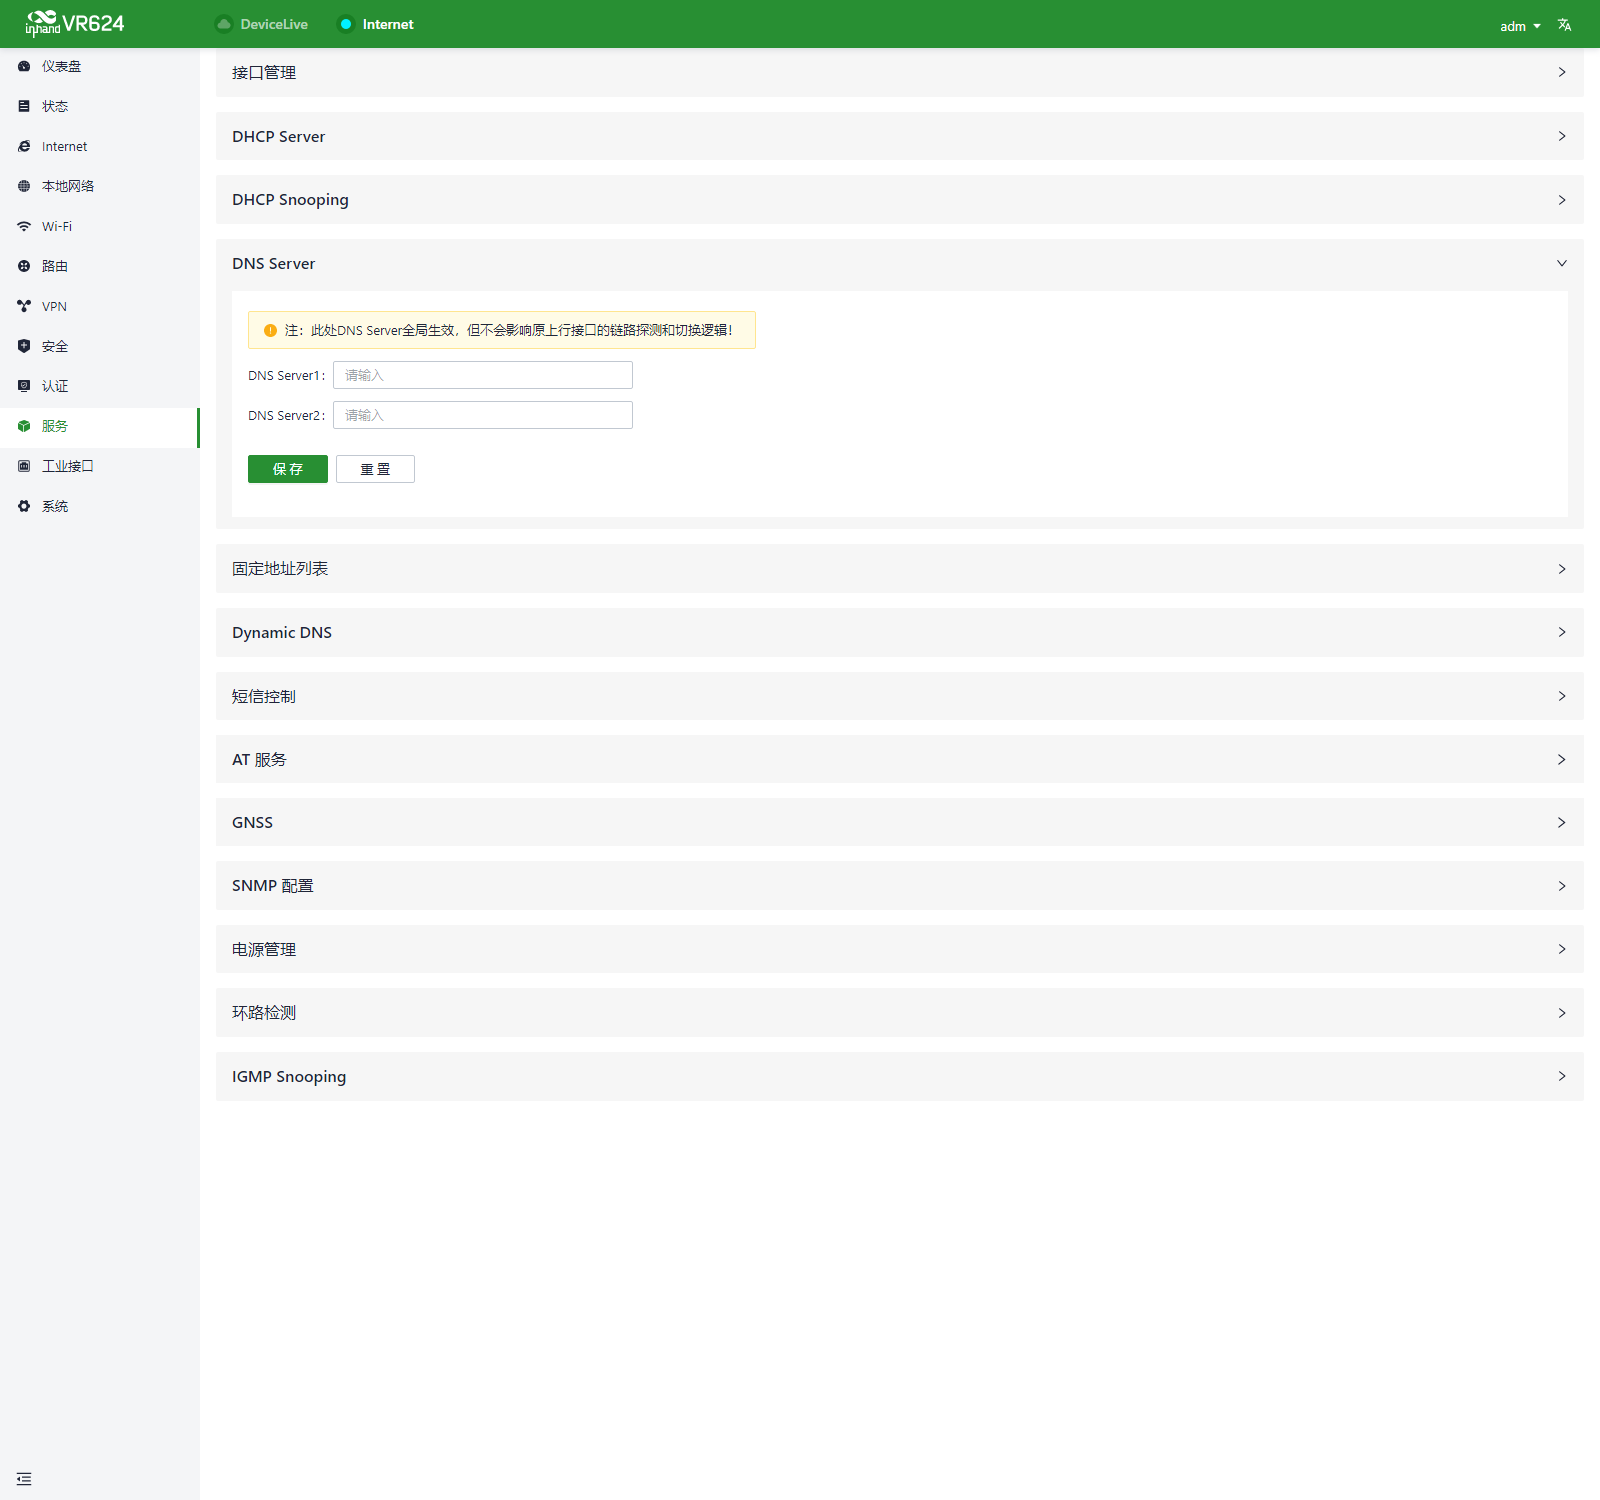 inhand VR624
DeviceLive
Internet
adm
仪表盘
状态
Internet
本地网络
Wi-Fi
路由
VPN
安全
认证
服务
工业接口
系统
接口管理
DHCP Server
DHCP Snooping
DNS Server
注：此处DNS Server全局生效，但不会影响原上行接口的链路探测和切换逻辑！
DNS Server1： 请输入
DNS Server2： 请输入
保 存 重 置
固定地址列表
Dynamic DNS
短信控制
AT 服务
GNSS
SNMP 配置
电源管理
环路检测
IGMP Snooping